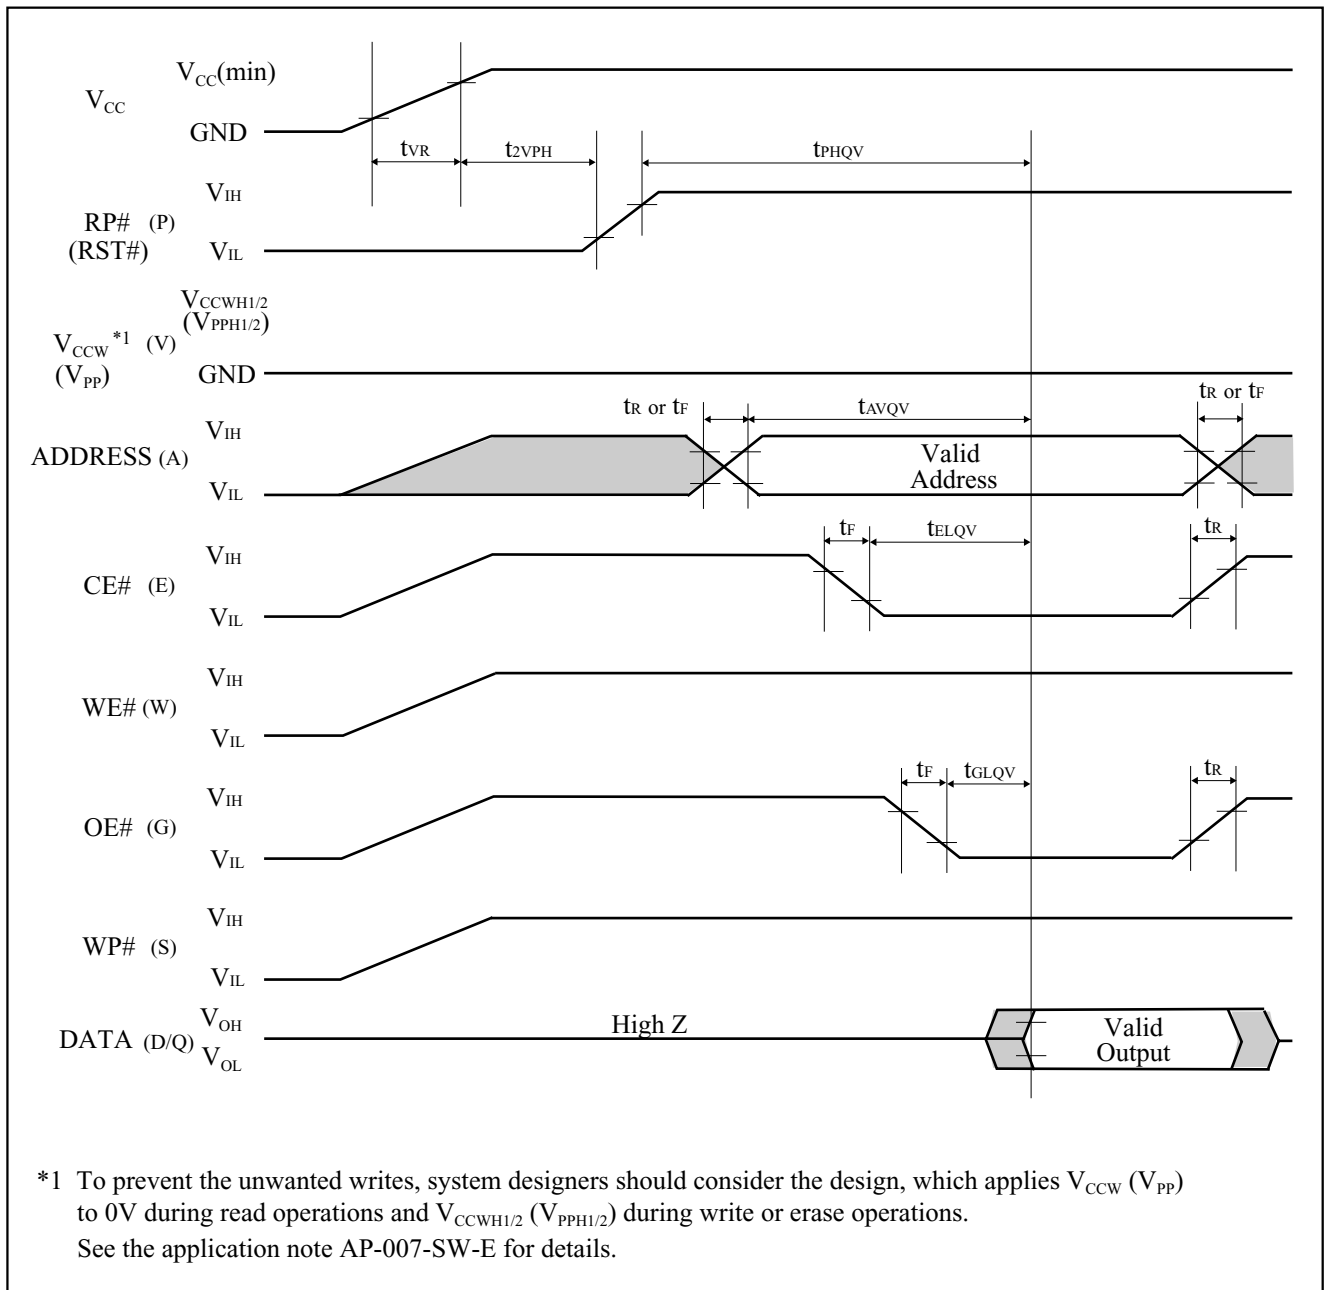 VCC(min)
VCC
GND
tVR
t2VPH
tPHQV
VIH
RP# (P)
(RST#)
VIL
VCCWH1/2
(VPPH1/2)
VCCW *1 (V)
(VPP)
GND
tR or tF
tAVQV
tR or tF
VIH
ADDRESS (A)
Valid
Address
VIL
tF
tELQV
tR
VIH
CE# (E)
VIL
VIH
WE# (W)
VIL
tF
tGLQV
tR
VIH
OE# (G)
VIL
VIH
WP# (S)
VIL
VOH
High Z
Valid
DATA (D/Q)
Output
VOL
*1 To prevent the unwanted writes, system designers should consider the design, which applies VCCW (VPP)
to 0V during read operations and VCCWH1/2 (VPPH1/2) during write or erase operations.
See the application note AP-007-SW-E for details.